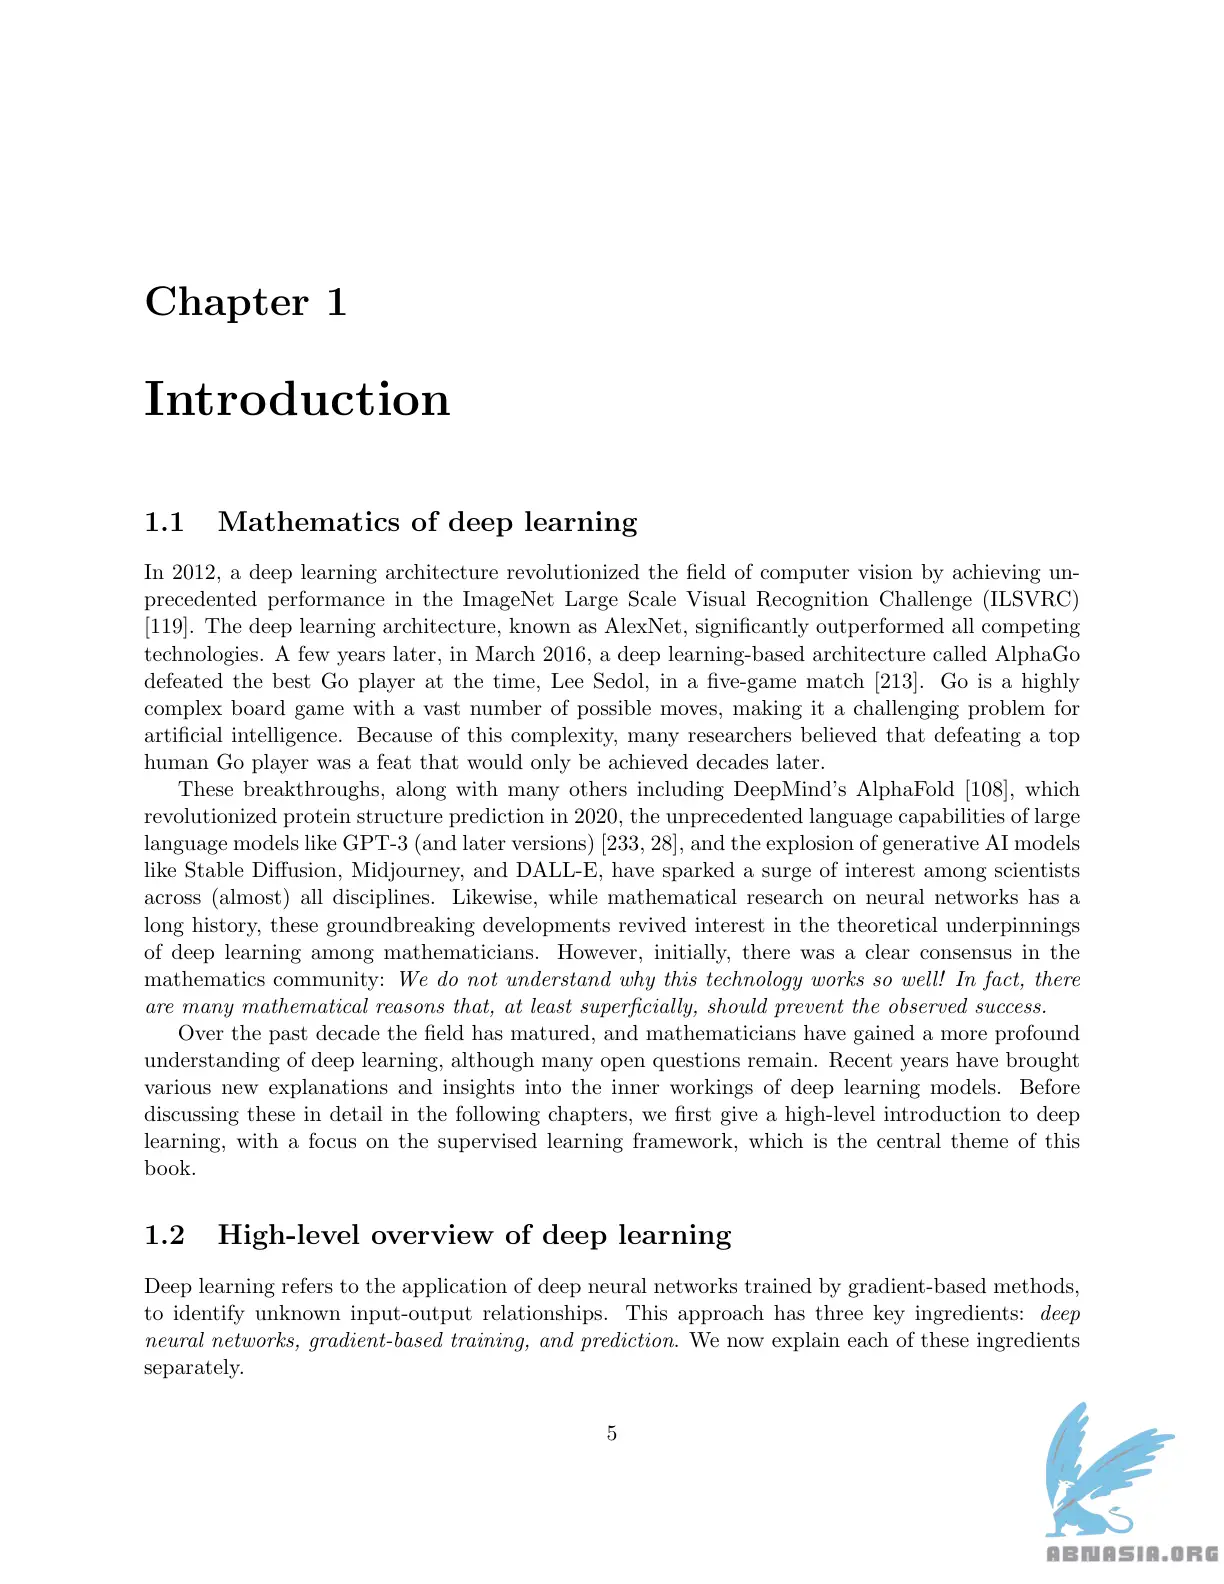 Chapter 1
Introduction
1.1 Mathematics of deep learning
In 2012, a deep learning architecture revolutionized the field of computer vision by achieving un-
precedented performance in the ImageNet Large Scale Visual Recognition Challenge (ILSVRC)
[119]. The deep learning architecture, known as AlexNet, significantly outperformed all competing
technologies. A few years later, in March 2016, a deep learning-based architecture called AlphaGo
defeated the best Go player at the time, Lee Sedol, in a five-game match [213]. Go is a highly
complex board game with a vast number of possible moves, making it a challenging problem for
artificial intelligence. Because of this complexity, many researchers believed that defeating a top
human Go player was a feat that would only be achieved decades later.
These breakthroughs, along with many others including DeepMind's AlphaFold [108], which
revolutionized protein structure prediction in 2020, the unprecedented language capabilities of large
language models like GPT-3 (and later versions) [233, 28], and the explosion of generative AI models
like Stable Diffusion, Midjourney, and DALL-E, have sparked a surge of interest among scientists
across (almost) all disciplines. Likewise, while mathematical research on neural networks has a
long history, these groundbreaking developments revived interest in the theoretical underpinnings
of deep learning among mathematicians. However, initially, there was a clear consensus in the
mathematics community: We do not understand why this technology works so well! In fact, there
are many mathematical reasons that, at least superficially, should prevent the observed success.
Over the past decade the field has matured, and mathematicians have gained a more profound
understanding of deep learning, although many open questions remain. Recent years have brought
various new explanations and insights into the inner workings of deep learning models. Before
discussing these in detail in the following chapters, we first give a high-level introduction to deep
learning, with a focus on the supervised learning framework, which is the central theme of this
book.
1.2 High-level overview of deep learning
Deep learning refers to the application of deep neural networks trained by gradient-based methods,
to identify unknown input-output relationships. This approach has three key ingredients: deep
neural networks, gradient-based training, and prediction. We now explain each of these ingredients
separately.
5
ABNASIA.ORG